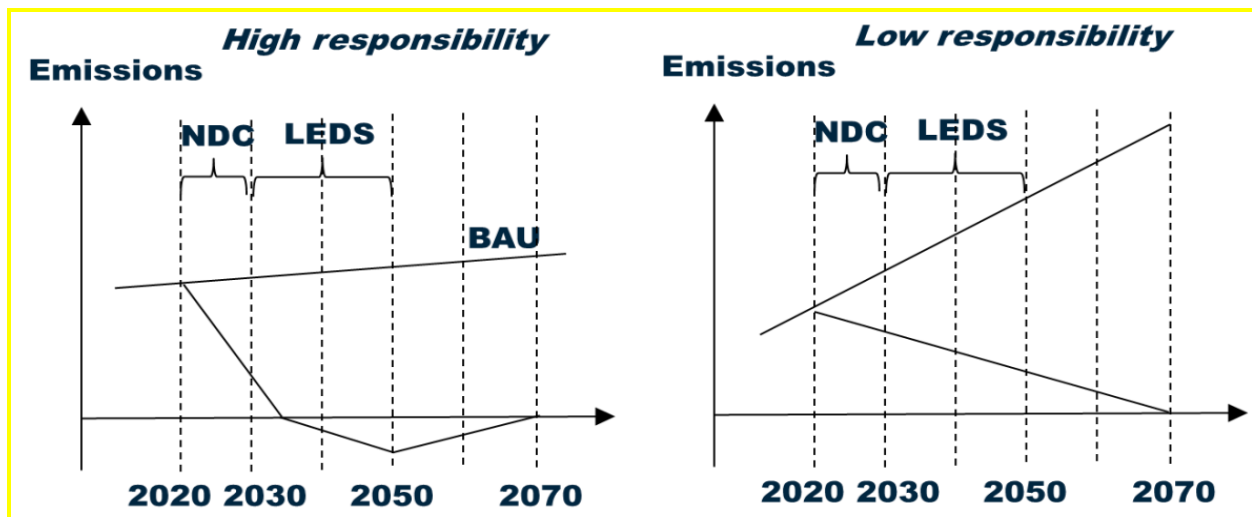 High responsibility
Emissions
NDC LEDS
BAU
2020 2030 2050 2070
Low responsibility
Emissions
NDC LEDS
2020 2030 2050 2070